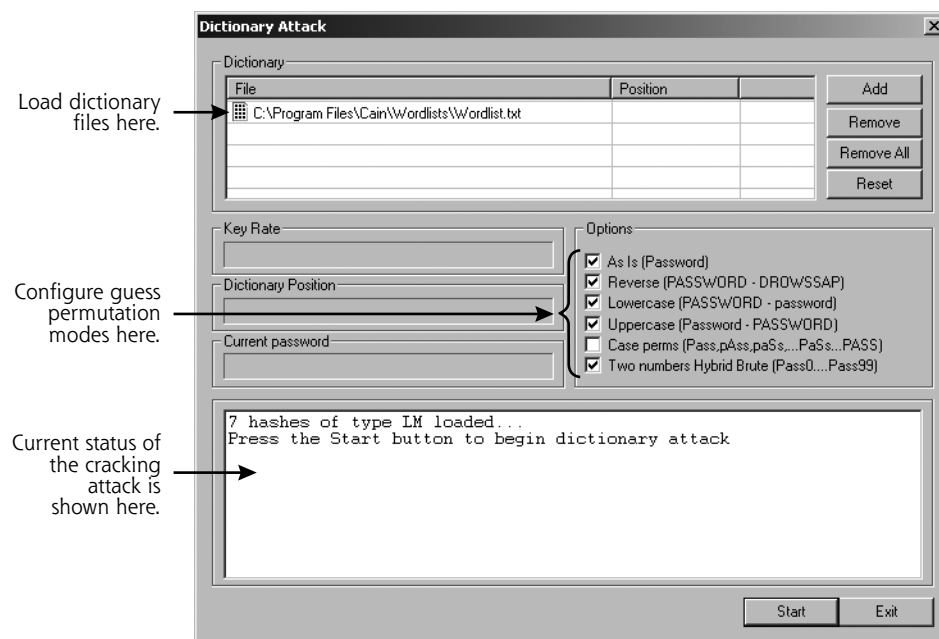 Dictionary Attack
Dictionary
File Position
C:\Program Files\Cain\Wordlists\Wordlist.txt
Add
Remove
Remove All
Reset
Load dictionary
files here.
Key Rate
Dictionary Position
Current password
Options
As Is (Password)
Reverse (PASSWORD - DROWSSAP)
Lowercase (PASSWORD - password)
Uppercase (Password - PASSWORD)
Case perms (Pass,pAss,paSs,...PaSs...PASS)
Two numbers Hybrid Brute (Pass0....Pass99)
Configure guess
permutation
modes here.
7 hashes of type LM loaded...
Press the Start button to begin dictionary attack
Current status of
the cracking
attack is
shown here.
Start Exit